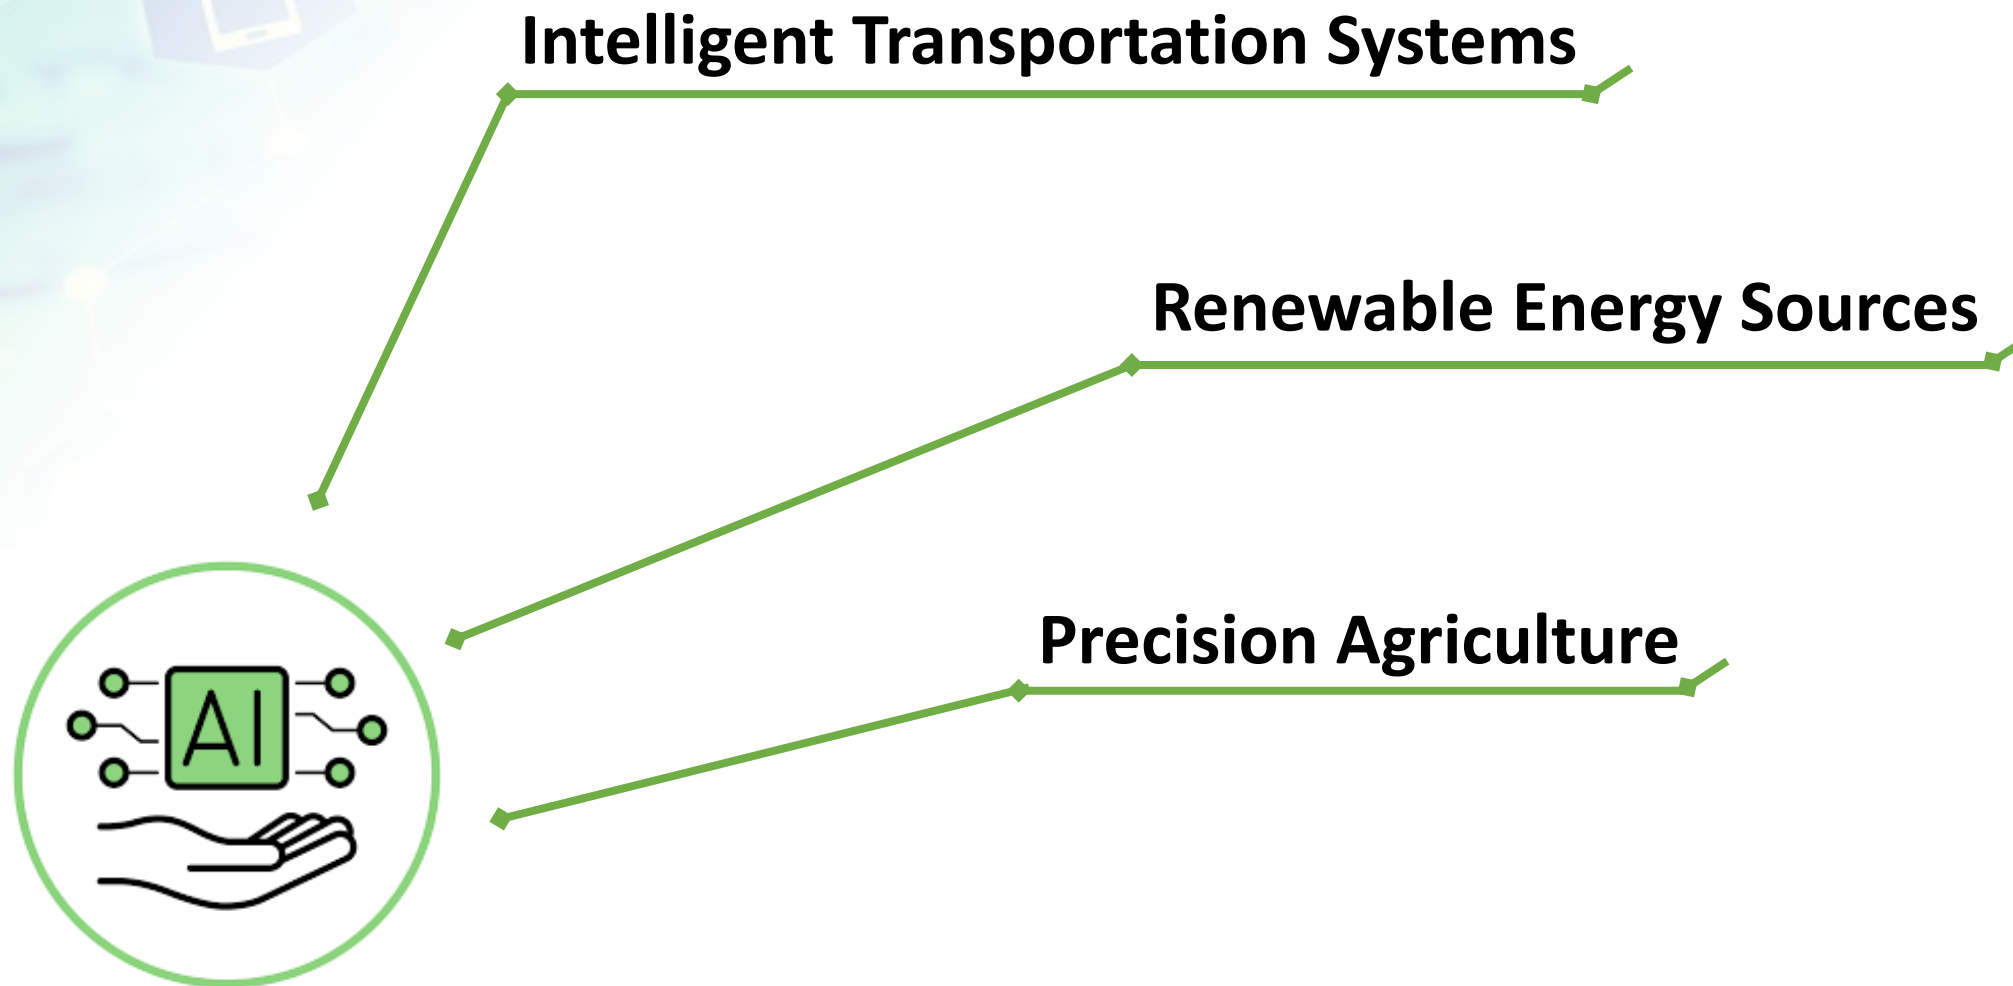 Intelligent Transportation Systems
Renewable Energy Sources
Precision Agriculture
AI